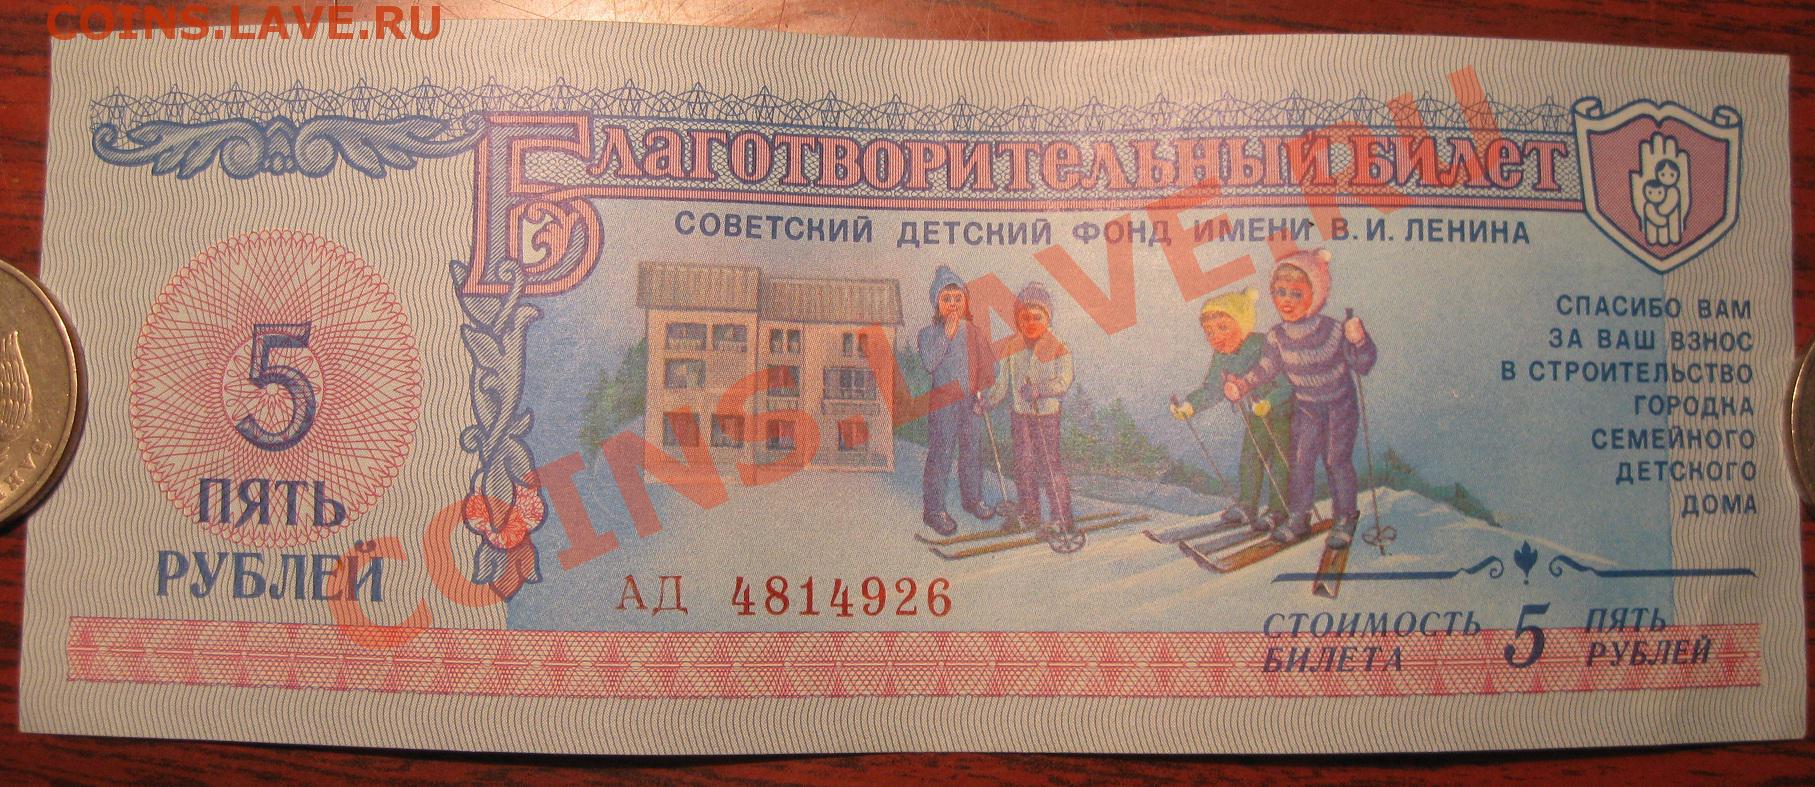 COINS.LAVE.RU
Благотворительный билет
СОВЕТСКИЙ ДЕТСКИЙ ФОНД ИМЕНИ В. И. ЛЕНИНА
5
ПЯТЬ
РУБЛЕЙ
СПАСИБО ВАМ
ЗА ВАШ ВЗНОС
В СТРОИТЕЛЬСТВО
ГОРОДКА
СЕМЕЙНОГО
ДЕТСКОГО
ДОМА
АД 4814926
СТОИМОСТЬ
БИЛЕТА
5
ПЯТЬ
РУБЛЕЙ
COINS.LAVE.RU